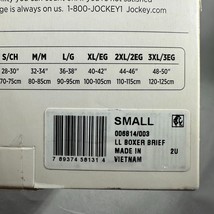 not satisfied
ge is always on us. 1-800-JOCKEY1 Jockey.com
S/CH M/M L/G XL/EG 2XL/2EG 3XL/3EG
28-30" 32-34" 36-38" 40-42" 44-46" 48-50"
70-75cm 80-85cm 90-95cm 100-105cm 110-115cm 120-125cm
SMALL
006814/003
LL BOXER BRIEF
MADE IN 2U
VIETNAM
7 89374 58131 4